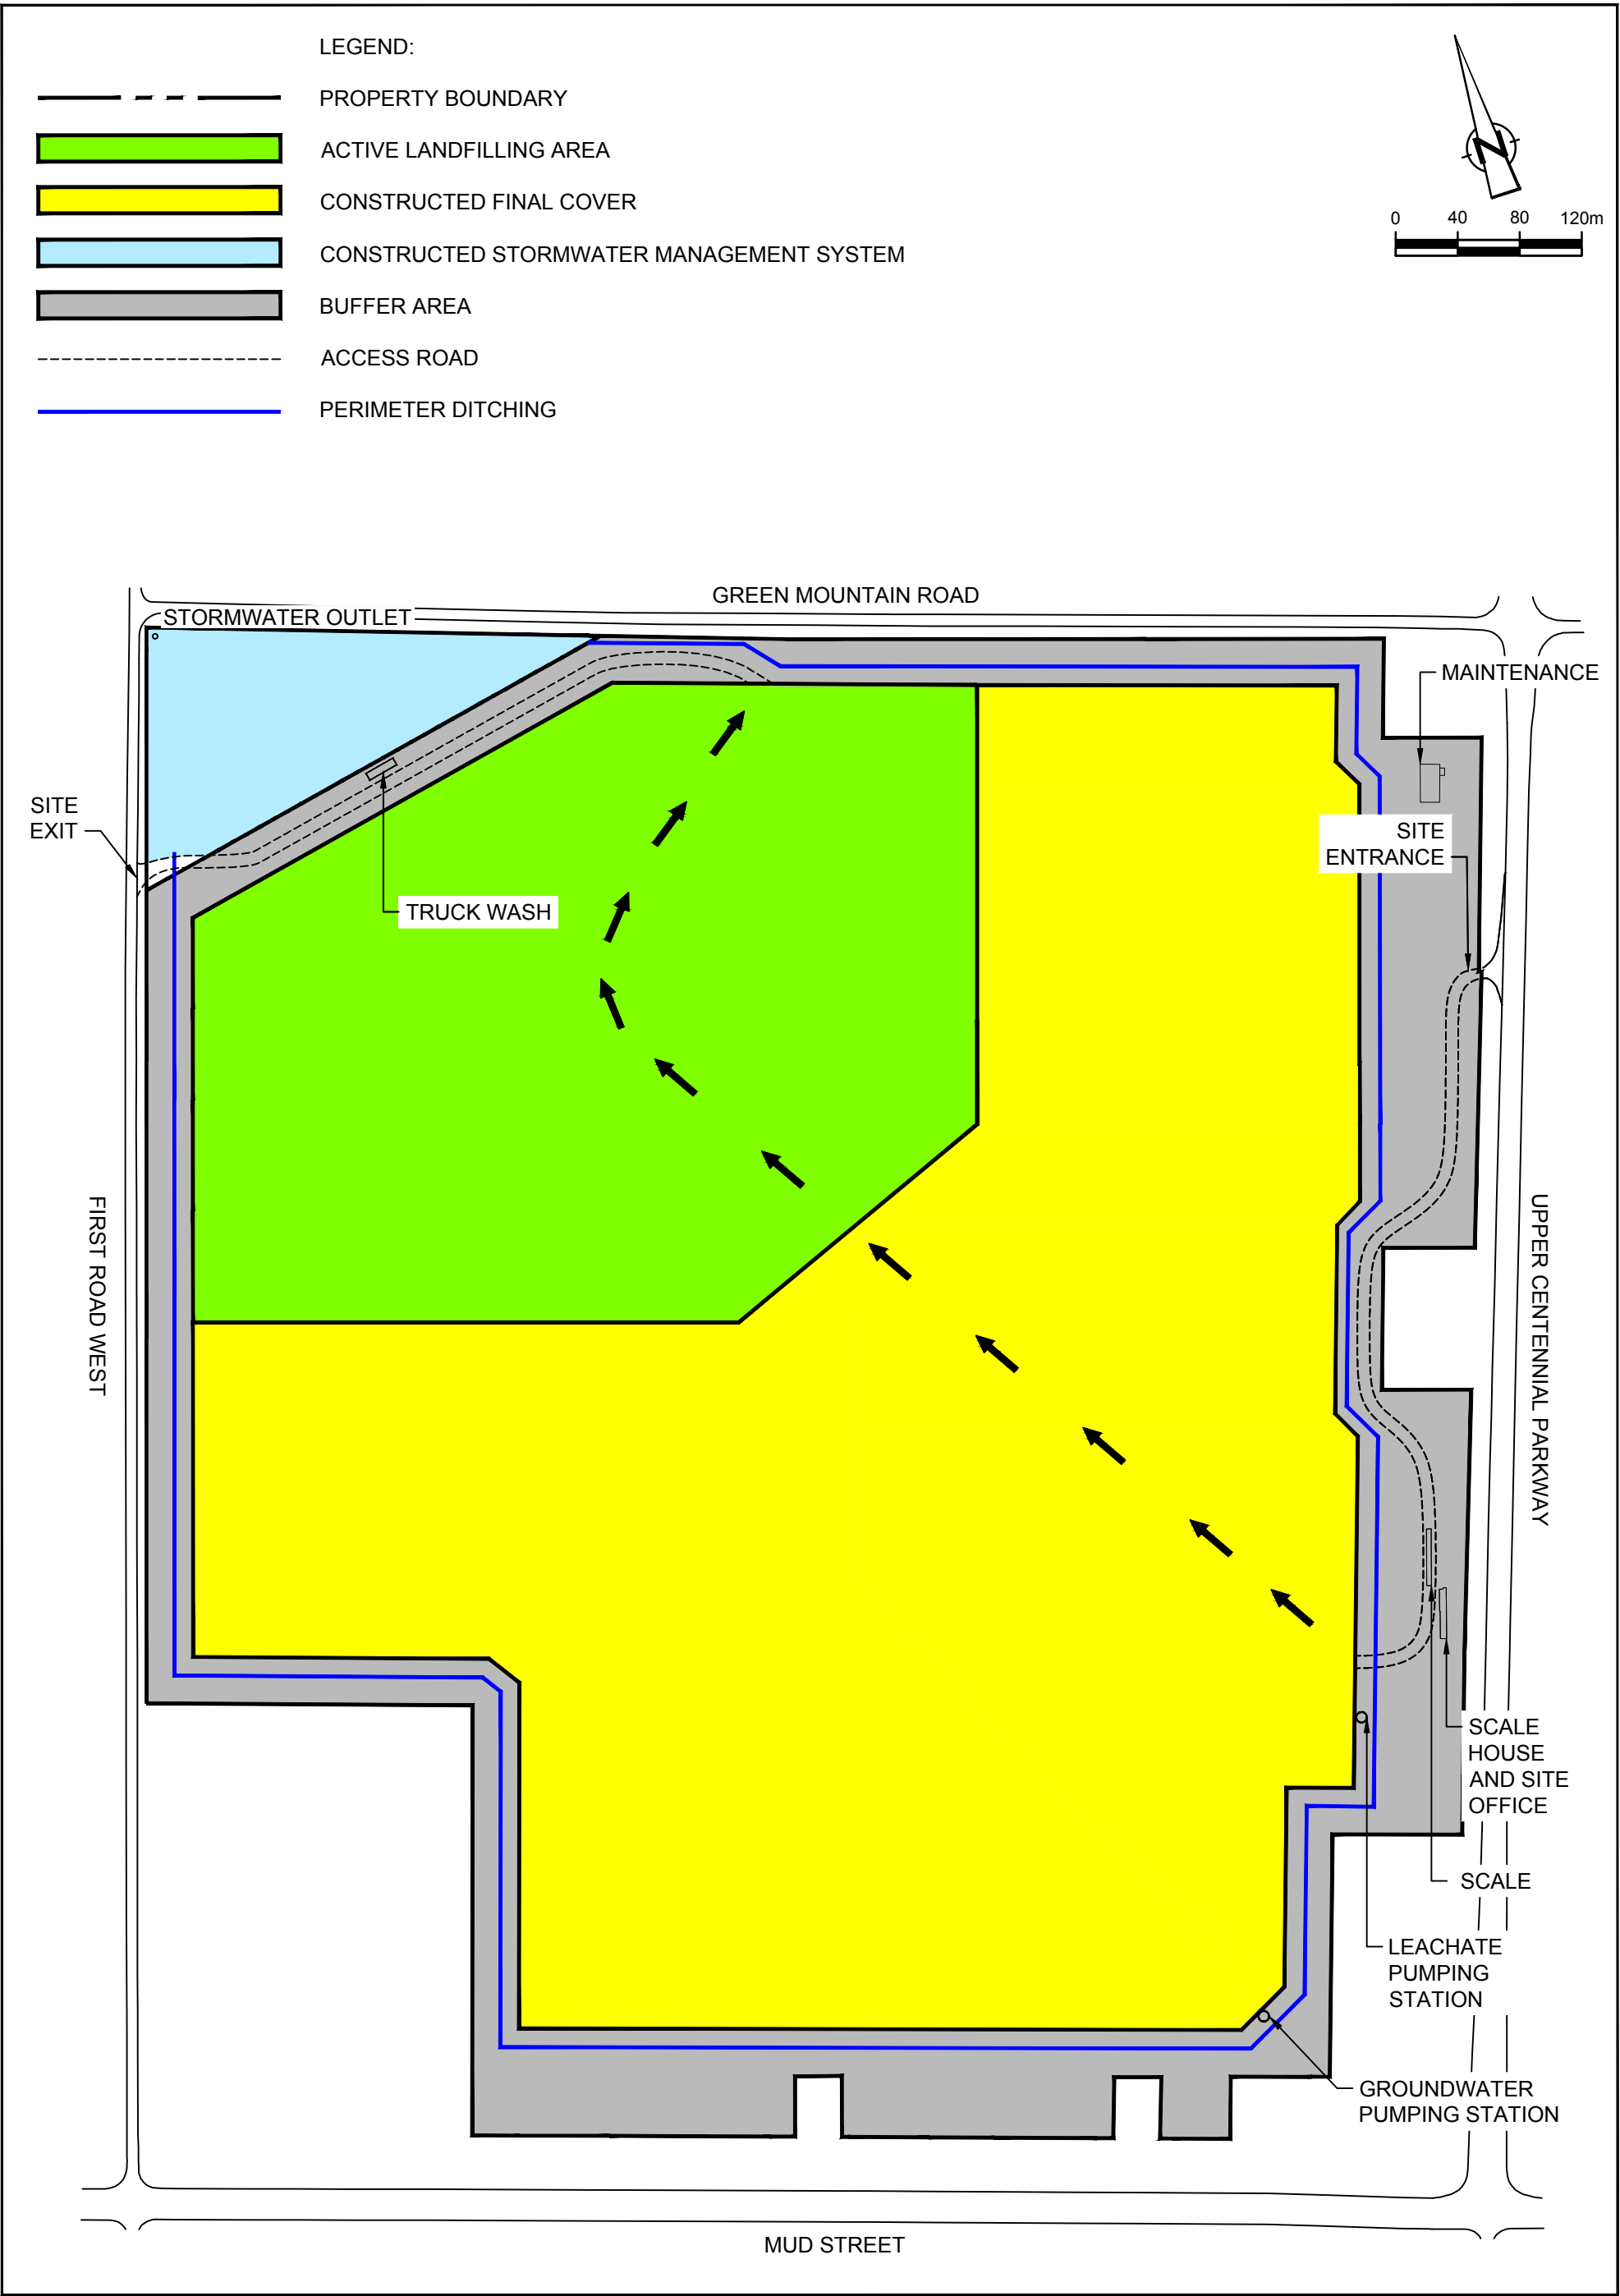 LEGEND:
PROPERTY BOUNDARY
ACTIVE LANDFILLING AREA
CONSTRUCTED FINAL COVER
CONSTRUCTED STORMWATER MANAGEMENT SYSTEM
BUFFER AREA
ACCESS ROAD
PERIMETER DITCHING
N
0 40 80 120m
GREEN MOUNTAIN ROAD
STORMWATER OUTLET
MAINTENANCE
SITE
EXIT
SITE
ENTRANCE
TRUCK WASH
FIRST ROAD WEST
UPPER CENTENNIAL PARKWAY
SCALE
HOUSE
AND SITE
OFFICE
SCALE
LEACHATE
PUMPING
STATION
GROUNDWATER
PUMPING STATION
MUD STREET